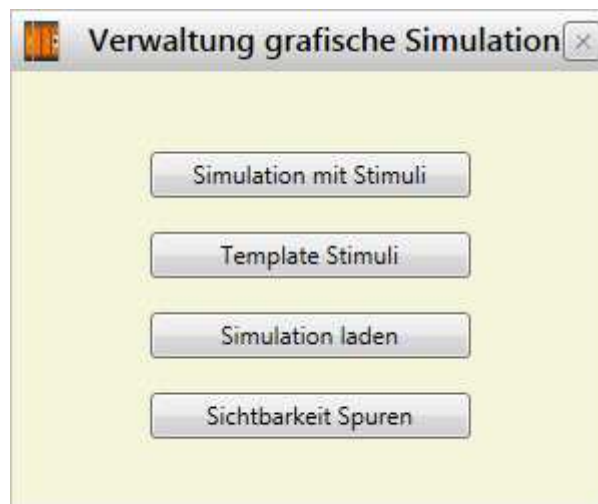 Verwaltung grafische Simulation
Simulation mit Stimuli
Template Stimuli
Simulation laden
Sichtbarkeit Spuren